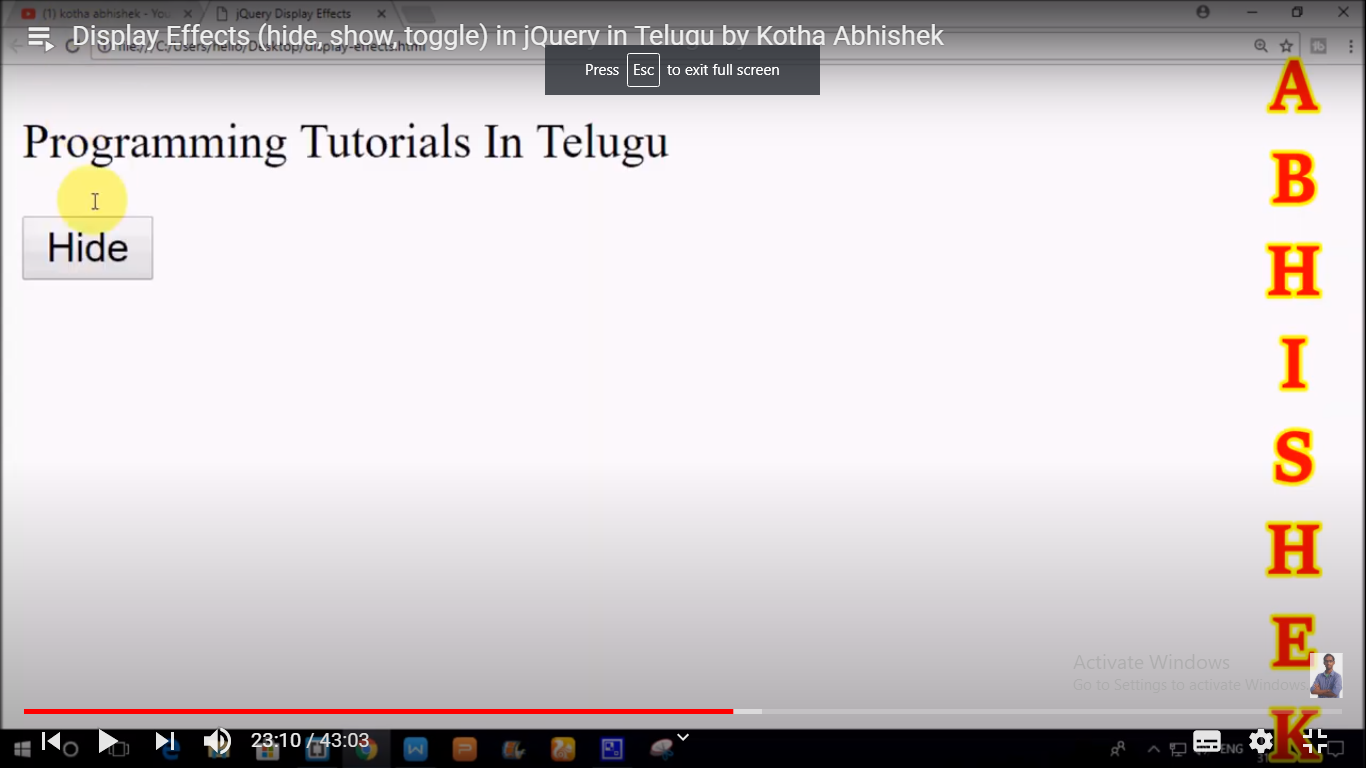 (1) kotha abhishek - You
jQuery Display Effects
Display Effects (hide, show, toggle) in jQuery in Telugu by Kotha Abhishek
file:///C:/Users/hello/Desktop/display-effects.html
Press Esc to exit full screen
Programming Tutorials In Telugu
Hide
A
B
H
I
S
H
E
K
Activate Windows
Go to Settings to activate Windows.
23:10 / 43:03
ENG